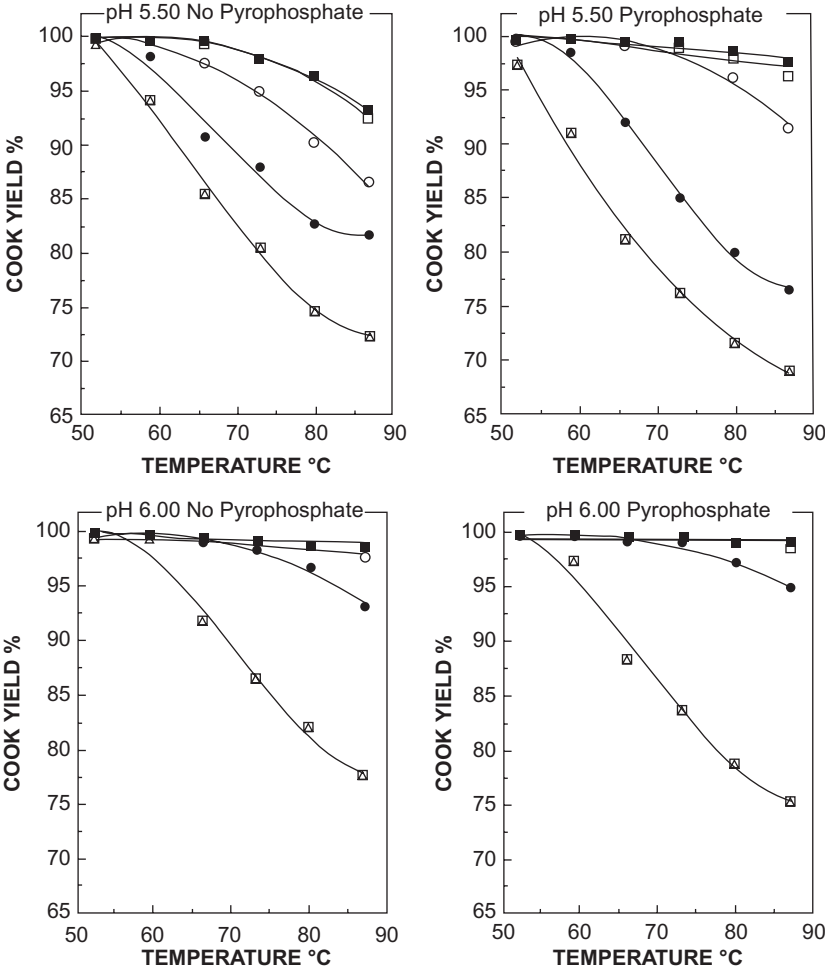 pH 5.50 No Pyrophosphate
100
95
90
85
80
75
70
65
50 60 70 80 90
COOK YIELD %
TEMPERATURE °C
pH 5.50 Pyrophosphate
100
95
90
85
80
75
70
65
50 60 70 80 90
COOK YIELD %
TEMPERATURE °C
pH 6.00 No Pyrophosphate
100
95
90
85
80
75
70
65
50 60 70 80 90
COOK YIELD %
TEMPERATURE °C
pH 6.00 Pyrophosphate
100
95
90
85
80
75
70
65
50 60 70 80 90
COOK YIELD %
TEMPERATURE °C